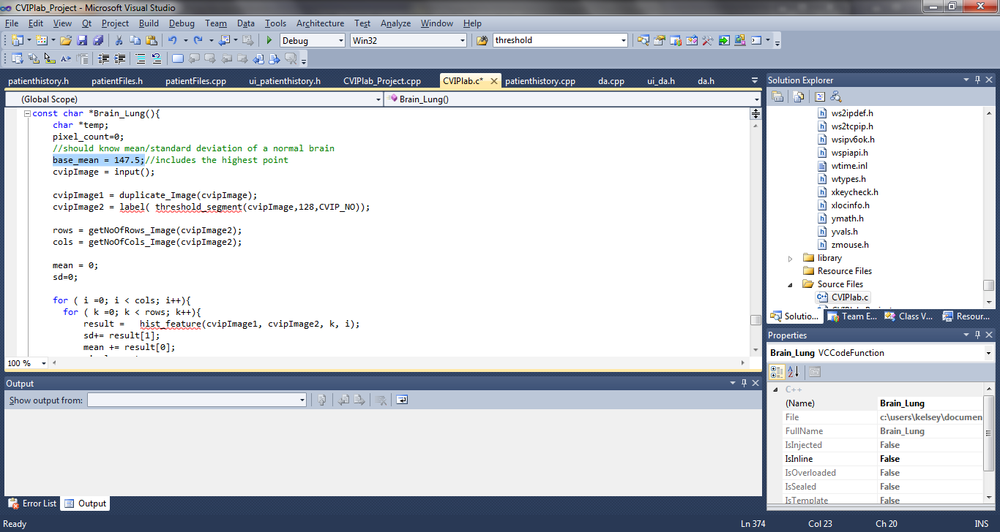 CVIPlab_Project - Microsoft Visual Studio
File Edit View Qt Project Build Debug Team Data Tools Architecture Test Analyze Window Help
Debug Win32 threshold
patienthistory.h patientFiles.h patientFiles.cpp ui_patienthistory.h CVIPlab_Project.cpp CVIPlab.c* patienthistory.cpp da.cpp ui_da.h da.h
(Global Scope) Brain_Lung()
const char *Brain_Lung(){
char *temp;
pixel_count=0;
//should know mean/standard deviation of a normal brain
base_mean = 147.5;//includes the highest point
cvipImage = input();
cvipImage1 = duplicate_Image(cvipImage);
cvipImage2 = label( threshold_segment(cvipImage,128,CVIP_NO));
rows = getNoOfRows_Image(cvipImage2);
cols = getNoOfCols_Image(cvipImage2);
mean = 0;
sd=0;
for ( i =0; i < cols; i++){
for ( k =0; k < rows; k++){
result =   hist_feature(cvipImage1, cvipImage2, k, i);
sd+= result[1];
mean += result[0];
100 %
Output
Show output from:
Error List Output
Solution Explorer
ws2ipdef.h
ws2tcpip.h
wsipv6ok.h
wspiapi.h
wtime.inl
wtypes.h
xkeycheck.h
xlocinfo.h
ymath.h
yvals.h
zmouse.h
library
Resource Files
Source Files
CVIPlab.c
Solutio... Team E... Class V... Resour...
Properties
Brain_Lung VCCodeFunction
C++
(Name) Brain_Lung
File c:\users\kelsey\documen
FullName Brain_Lung
IsInjected False
IsInline False
IsOverloaded False
IsSealed False
IsTemplate False
Ready Ln 374 Col 23 Ch 20 INS